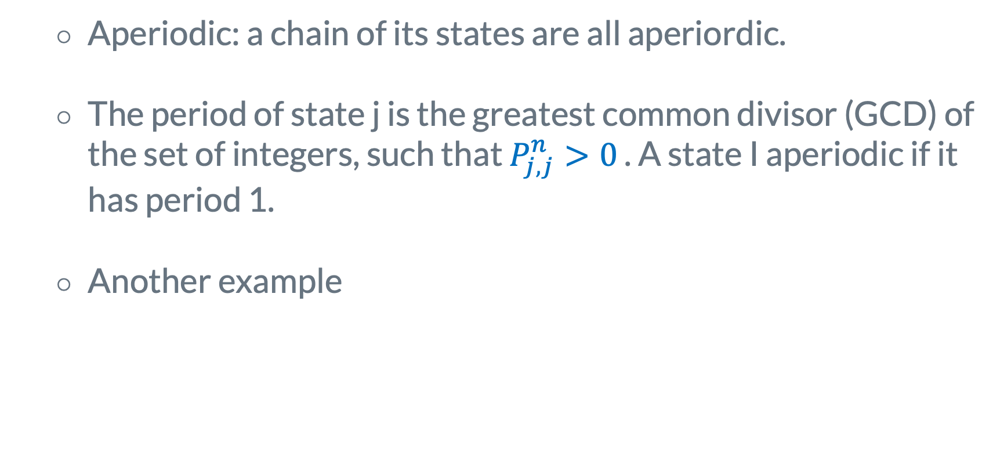 ○ Aperiodic: a chain of its states are all aperiordic.
○ The period of state j is the greatest common divisor (GCD) of
the set of integers, such that $P_{j,j}^{n} > 0$ . A state I aperiodic if it
has period 1.
○ Another example